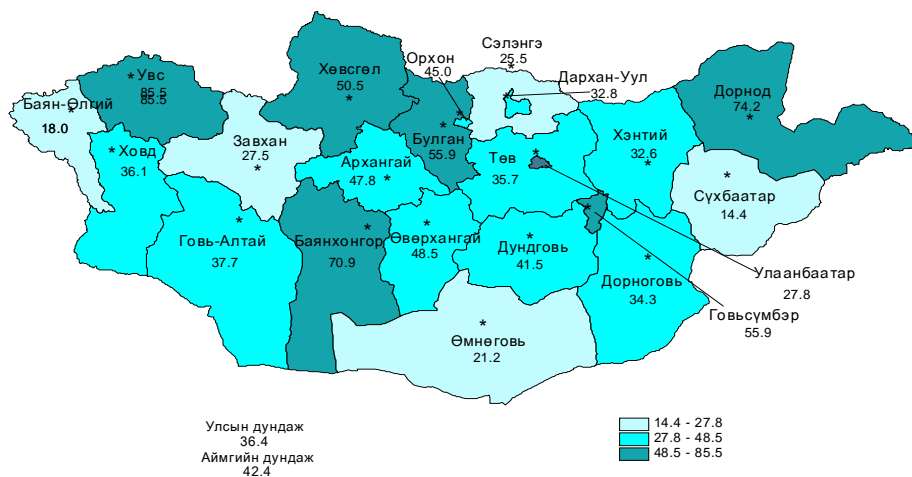 Сэлэнгэ
25.5
Орхон
45.0
Дархан-Уул
32.8
Увс
85.5
85.5
Хөвсгөл
50.5
Дорнод
74.2
Баян-Өлгий
18.0
Ховд
36.1
Завхан
27.5
Архангай
47.8
Булган
55.9
Төв
35.7
Хэнтий
32.6
Сүхбаатар
14.4
Говь-Алтай
37.7
Баянхонгор
70.9
Өвөрхангай
48.5
Дундговь
41.5
Дорноговь
34.3
Улаанбаатар
27.8
Говьсүмбэр
55.9
Өмнөговь
21.2
Улсын дундаж
36.4
Аймгийн дундаж
42.4
14.4 - 27.8
27.8 - 48.5
48.5 - 85.5